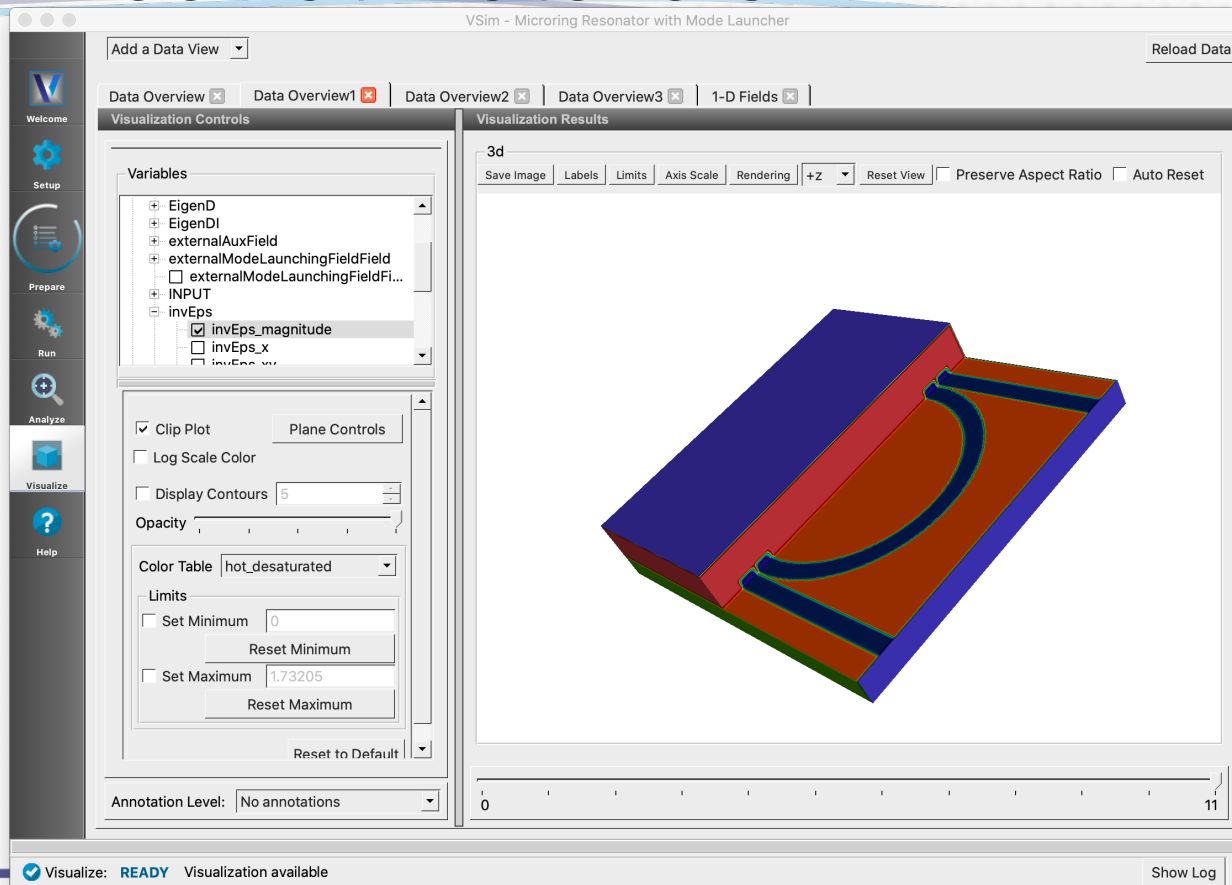 VSim - Microring Resonator with Mode Launcher
Add a Data View
Reload Data
Data Overview
Data Overview1
Data Overview2
Data Overview3
1-D Fields
Welcome
Setup
Prepare
Run
Analyze
Visualize
Help
Visualization Controls
Variables
EigenD
EigenDI
externalAuxField
externalModeLaunchingFieldField
externalModeLaunchingFieldFi...
INPUT
invEps
invEps_magnitude
invEps_x
invEps_xy
Clip Plot
Plane Controls
Log Scale Color
Display Contours 5
Opacity
Color Table hot_desaturated
Limits
Set Minimum 0
Reset Minimum
Set Maximum 1.73205
Reset Maximum
Reset to Default
Annotation Level: No annotations
Visualization Results
3d
Save Image
Labels
Limits
Axis Scale
Rendering
+Z
Reset View
Preserve Aspect Ratio
Auto Reset
0
11
Visualize: READY Visualization available
Show Log